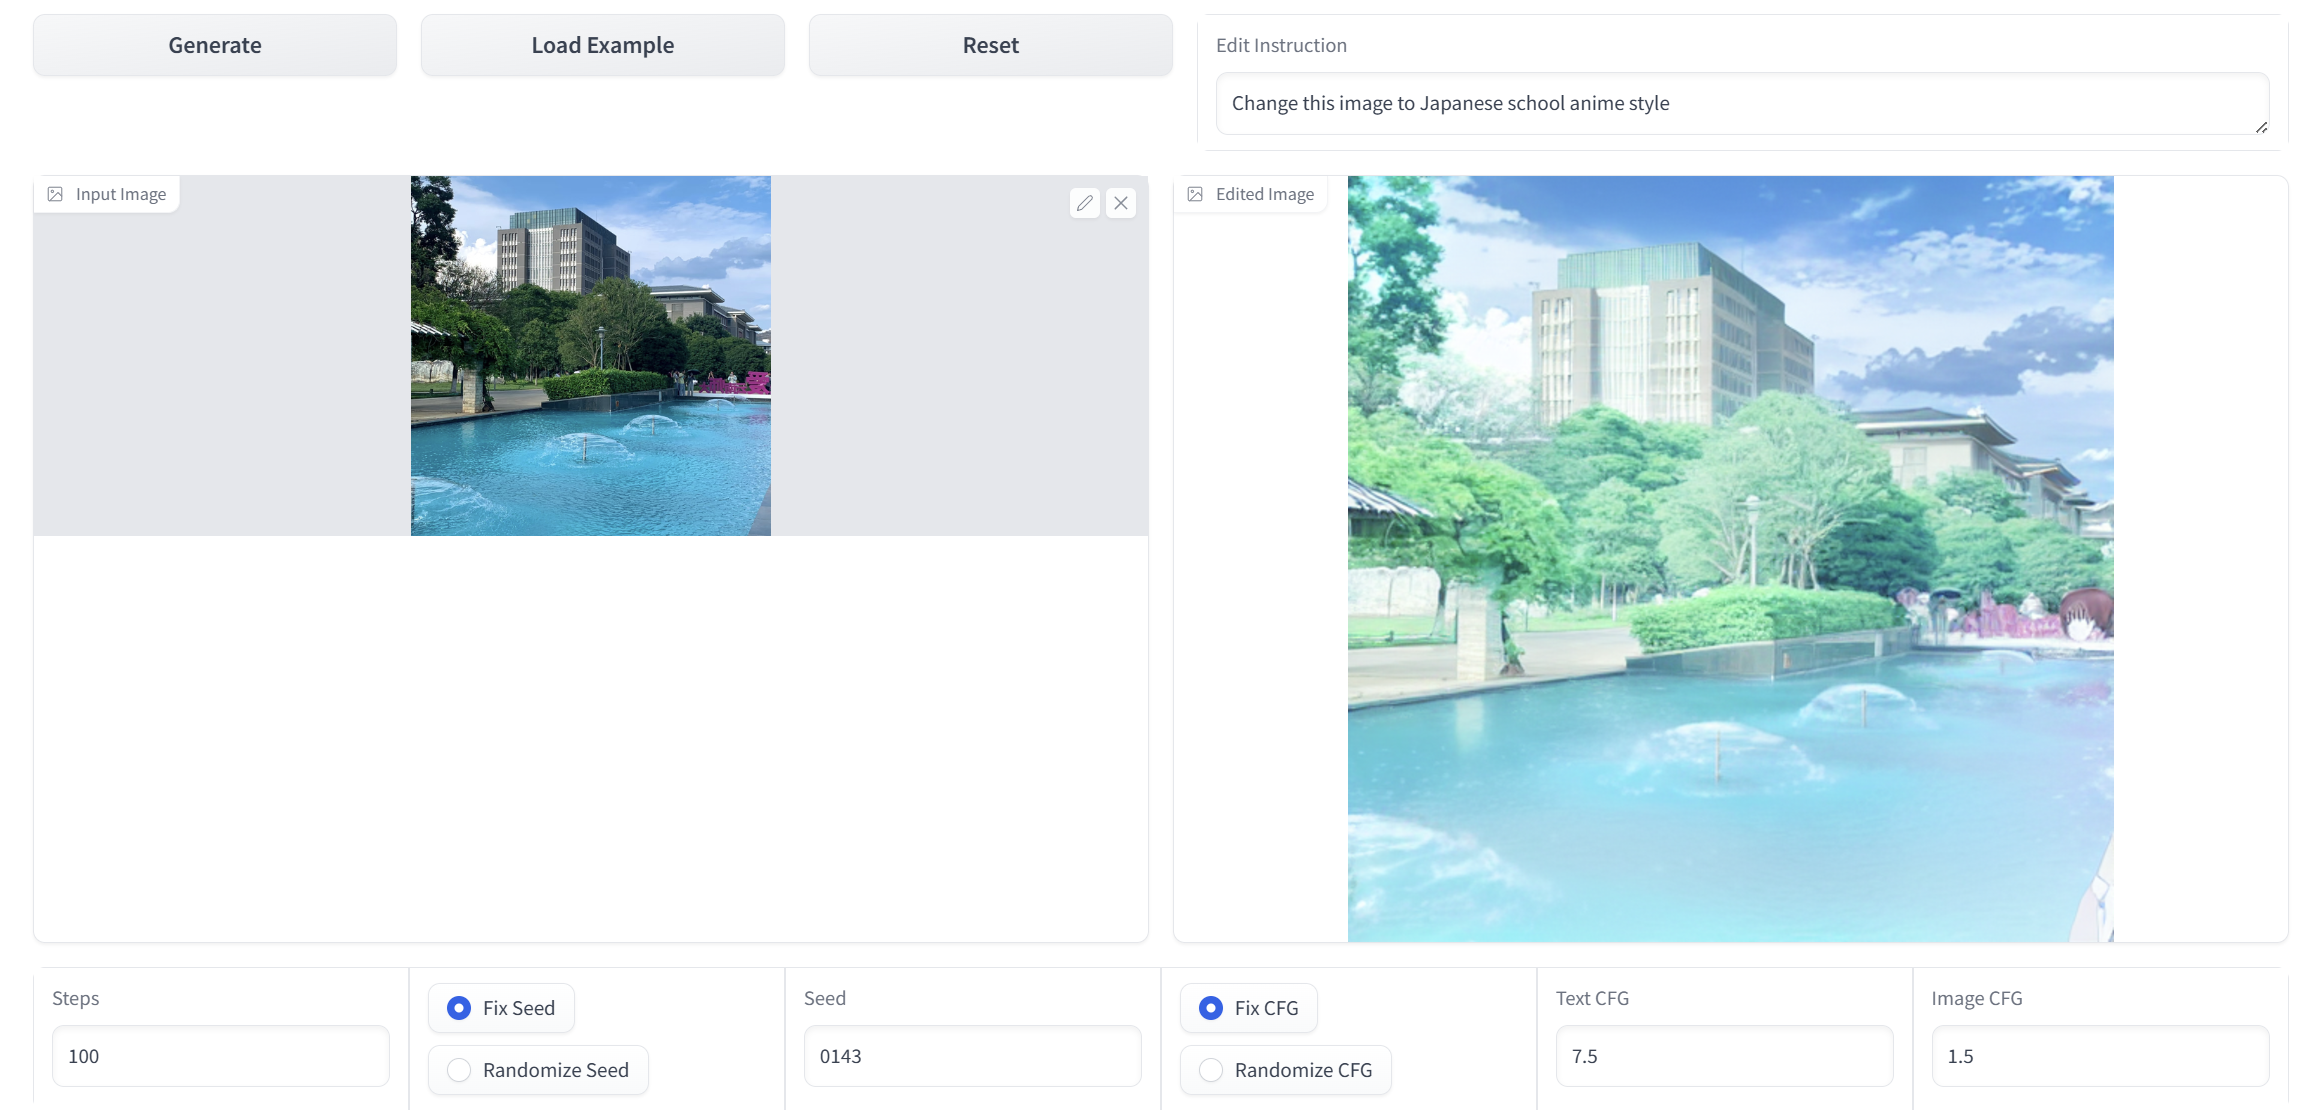 Generate
Load Example
Reset
Edit Instruction
Change this image to Japanese school anime style
Input Image
Edited Image
Steps
100
Fix Seed
Randomize Seed
Seed
0143
Fix CFG
Randomize CFG
Text CFG
7.5
Image CFG
1.5